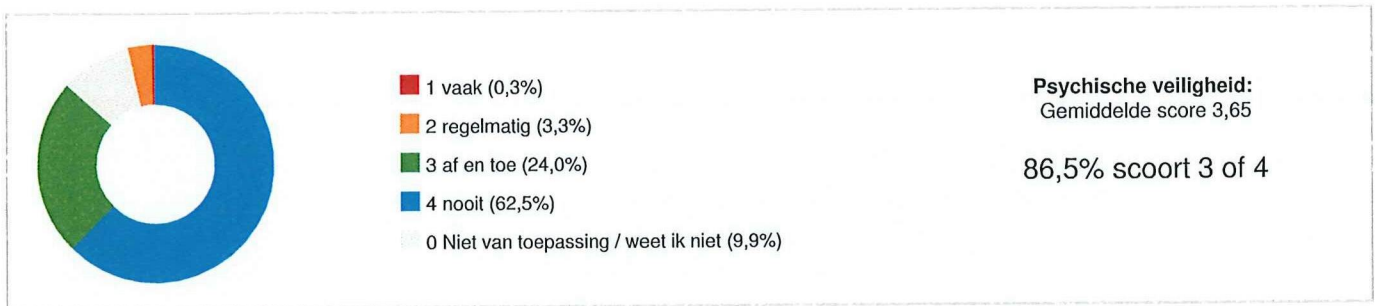 1 vaak (0,3%)
2 regelmatig (3,3%)
3 af en toe (24,0%)
4 nooit (62,5%)
0 Niet van toepassing / weet ik niet (9,9%)
Psychische veiligheid:
Gemiddelde score 3,65
86,5% scoort 3 of 4